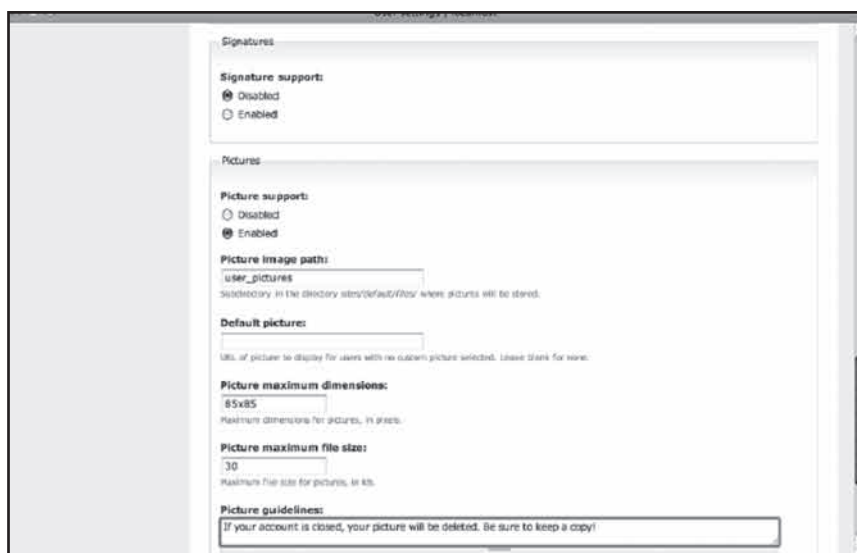 Signatures
Signature support:
Disabled
Enabled
Pictures
Picture support:
Disabled
Enabled
Picture image path:
user_pictures
Subdirectory in the directory sites/default/files/ where pictures will be stored.
Default picture:
URL of picture to display for users with no custom picture selected. Leave blank for none.
Picture maximum dimensions:
85x85
Maximum dimensions for pictures, in pixels.
Picture maximum file size:
30
Maximum file size for pictures, in kB.
Picture guidelines:
If your account is closed, your picture will be deleted. Be sure to keep a copy!